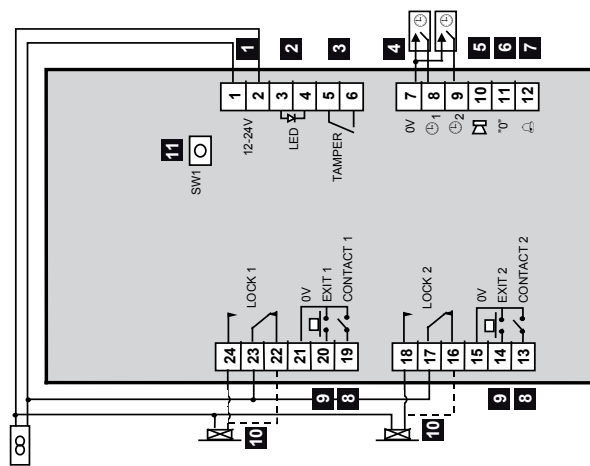 1
2
3
4
5
6
7
1 2 3 4 5 6
7 8 9 10 11 12
12-24V
LED
TAMPER
0V
1
2
"0"
11
SW1
LOCK 1
0V
EXIT 1
CONTACT 1
24 23 22 21 20 19
LOCK 2
0V
EXIT 2
CONTACT 2
18 17 16 15 14 13
10
9
8
10
9
8